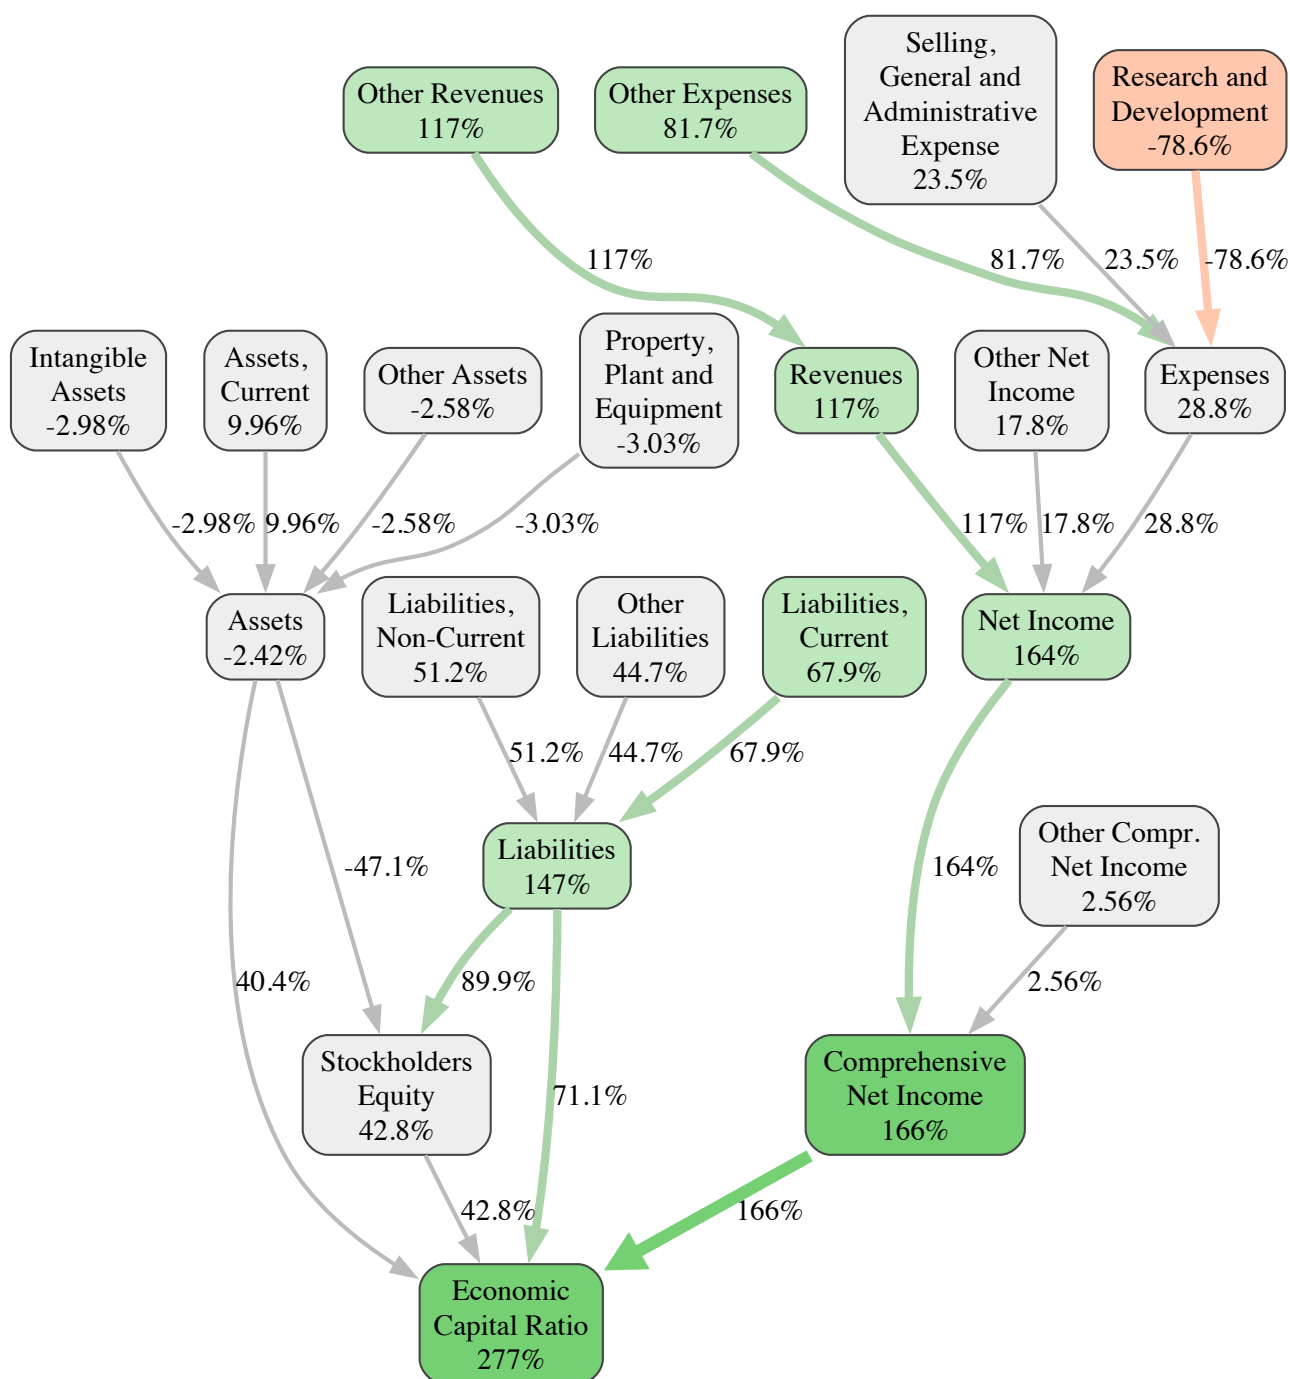 Selling,
General and
Administrative
Expense
23.5%
Other Revenues
117%
Other Expenses
81.7%
Research and
Development
-78.6%
117%
81.7%
23.5%
-78.6%
Intangible
Assets
-2.98%
Assets,
Current
9.96%
Other Assets
-2.58%
Property,
Plant and
Equipment
-3.03%
Revenues
117%
Other Net
Income
17.8%
Expenses
28.8%
-2.98%
9.96%
-2.58%
-3.03%
117%
17.8%
28.8%
Assets
-2.42%
Liabilities,
Non-Current
51.2%
Other
Liabilities
44.7%
Liabilities,
Current
67.9%
Net Income
164%
51.2%
44.7%
67.9%
Liabilities
147%
-47.1%
164%
Other Compr.
Net Income
2.56%
40.4%
89.9%
2.56%
Stockholders
Equity
42.8%
71.1%
Comprehensive
Net Income
166%
42.8%
166%
Economic
Capital Ratio
277%